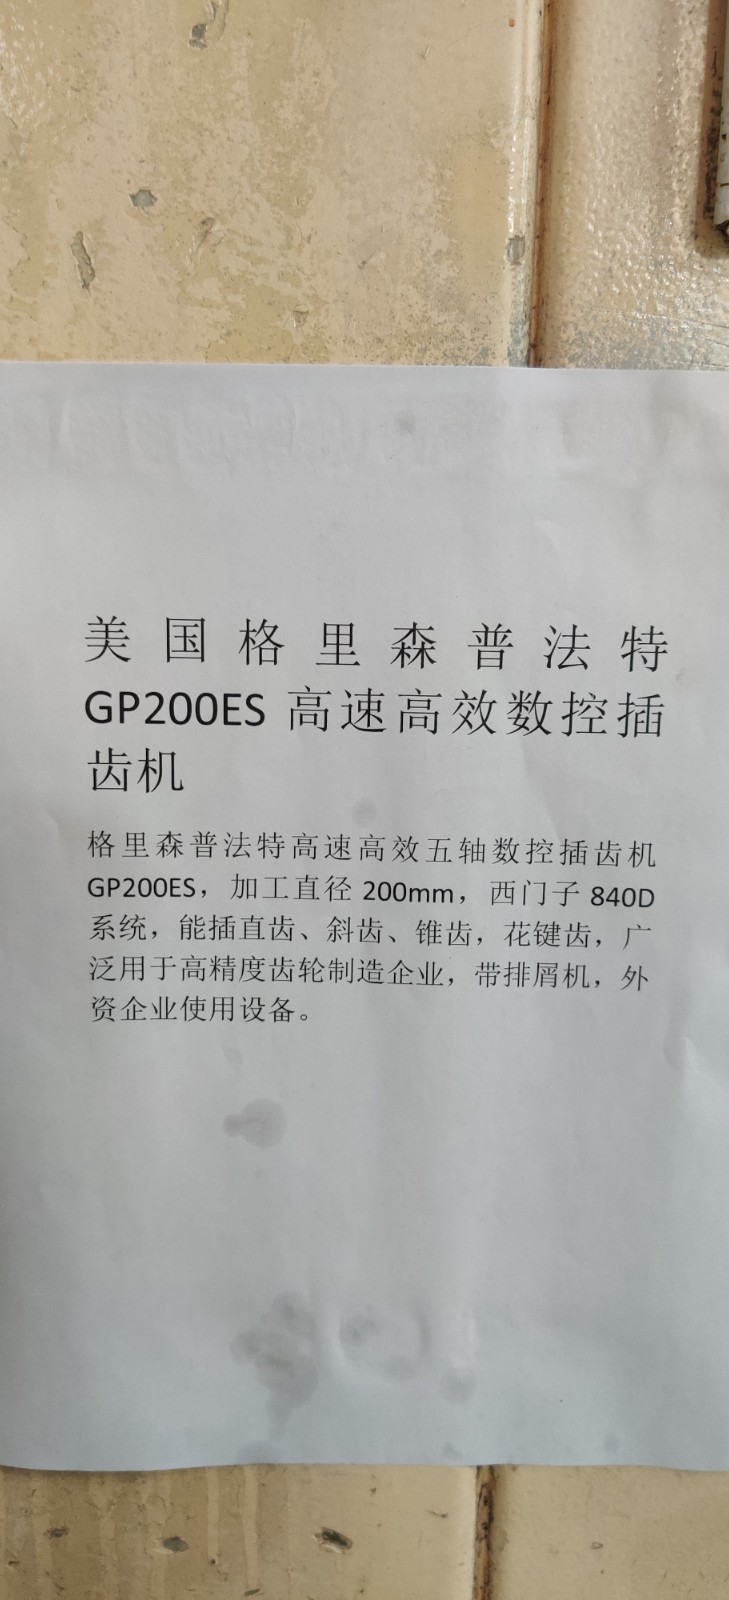 美国格里森普法特
GP200ES 高速高效数控插
齿机
格里森普法特高速高效五轴数控插齿机
GP200ES，加工直径 200mm，西门子 840D
系统，能插直齿、斜齿、锥齿，花键齿，广
泛用于高精度齿轮制造企业，带排屑机，外
资企业使用设备。